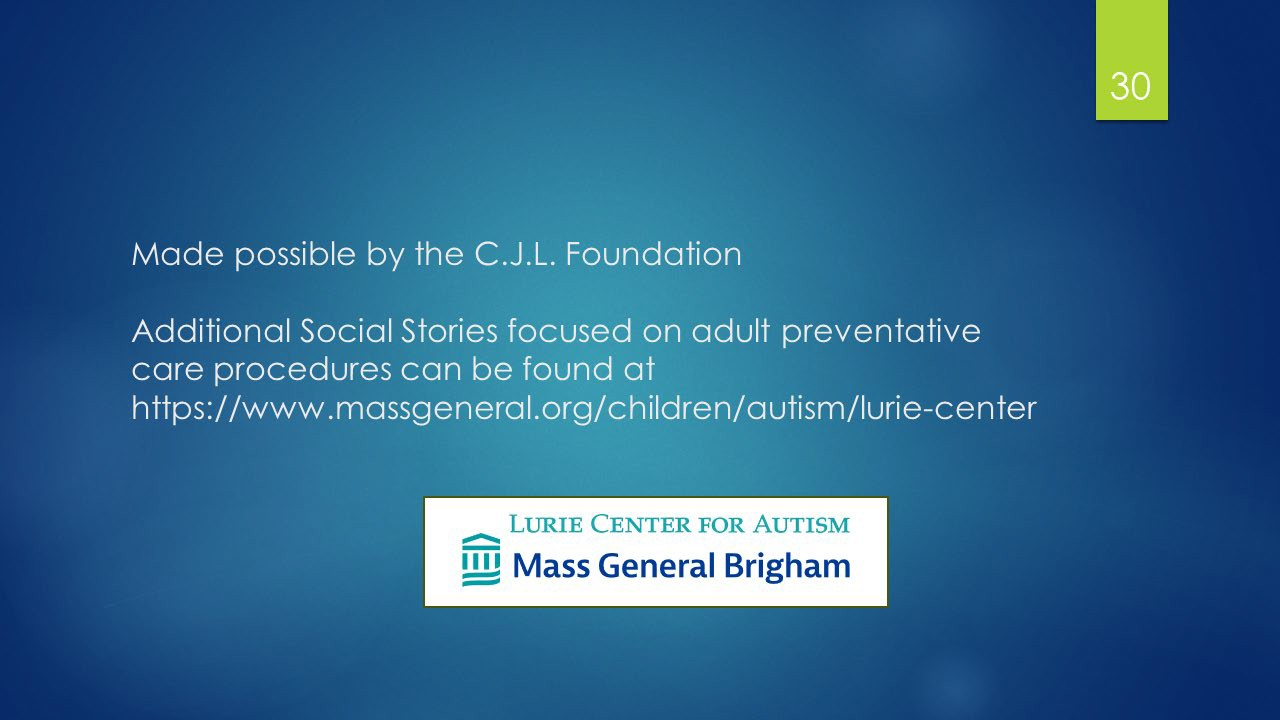 30
Made possible by the C.J.L. Foundation
Additional Social Stories focused on adult preventative
care procedures can be found at
https://www.massgeneral.org/children/autism/lurie-center
LURIE CENTER FOR AUTISM
Mass General Brigham